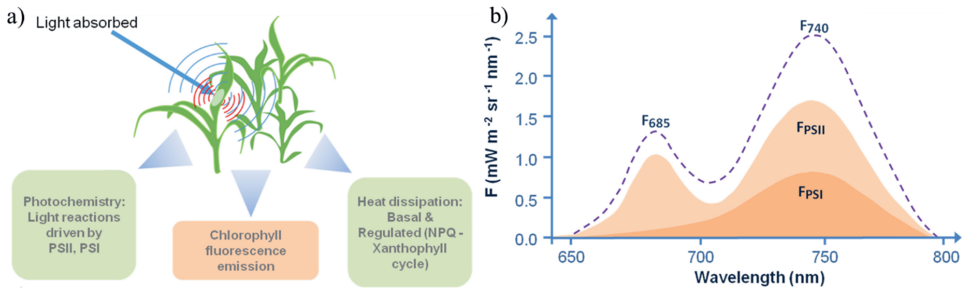 a)
Light absorbed
Photochemistry:
Light reactions
driven by
PSII, PSI
Chlorophyll
fluorescence
emission
Heat dissipation:
Basal &
Regulated (NPQ -
Xanthophyll
cycle)
b)
F (mW m⁻² sr⁻¹ nm⁻¹)
2.5
2.0
1.5
1.0
0.5
0.0
F685
F740
FPSII
FPSI
650
700
750
800
Wavelength (nm)